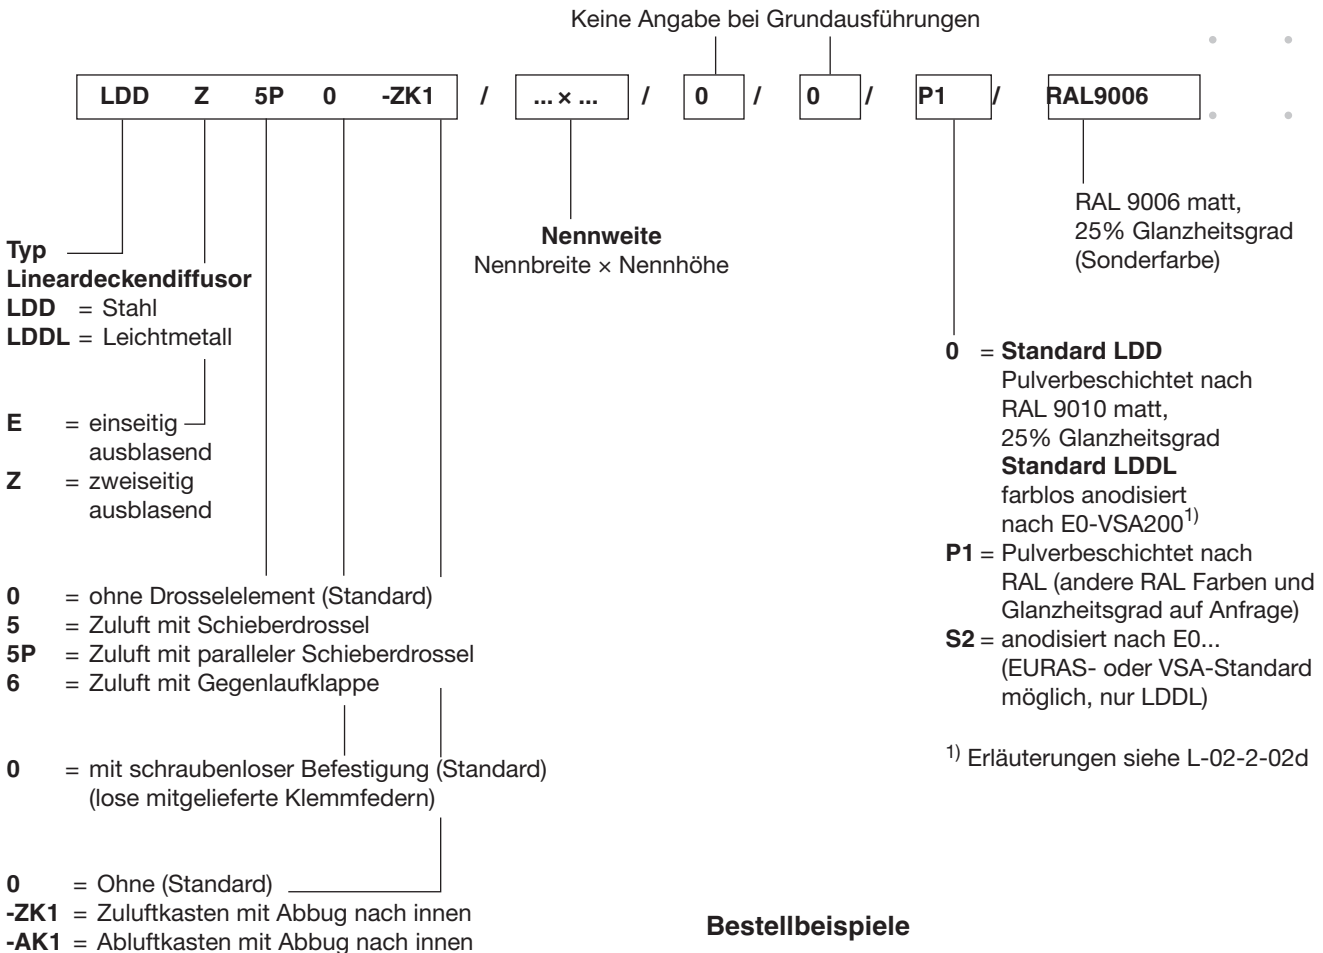 Keine Angabe bei Grundausführungen
LDD Z 5P 0 -ZK1 / ... × ... / 0 / 0 / P1 / RAL9006
RAL 9006 matt,
25% Glanzheitsgrad
(Sonderfarbe)
Nennweite
Nennbreite × Nennhöhe
Typ
Lineardeckendiffusor
LDD = Stahl
LDDL = Leichtmetall
E = einseitig
ausblasend
Z = zweiseitig
ausblasend
0 = ohne Drosselelement (Standard)
5 = Zuluft mit Schieberdrossel
5P = Zuluft mit paralleler Schieberdrossel
6 = Zuluft mit Gegenlaufklappe
0 = mit schraubenloser Befestigung (Standard)
(lose mitgelieferte Klemmfedern)
0 = Ohne (Standard)
-ZK1 = Zuluftkasten mit Abbug nach innen
-AK1 = Abluftkasten mit Abbug nach innen
0 = Standard LDD
Pulverbeschichtet nach
RAL 9010 matt,
25% Glanzheitsgrad
Standard LDDL
farblos anodisiert
nach E0-VSA200 1)
P1 = Pulverbeschichtet nach
RAL (andere RAL Farben und
Glanzheitsgrad auf Anfrage)
S2 = anodisiert nach E0...
(EURAS- oder VSA-Standard
möglich, nur LDDL)
1) Erläuterungen siehe L-02-2-02d
Bestellbeispiele